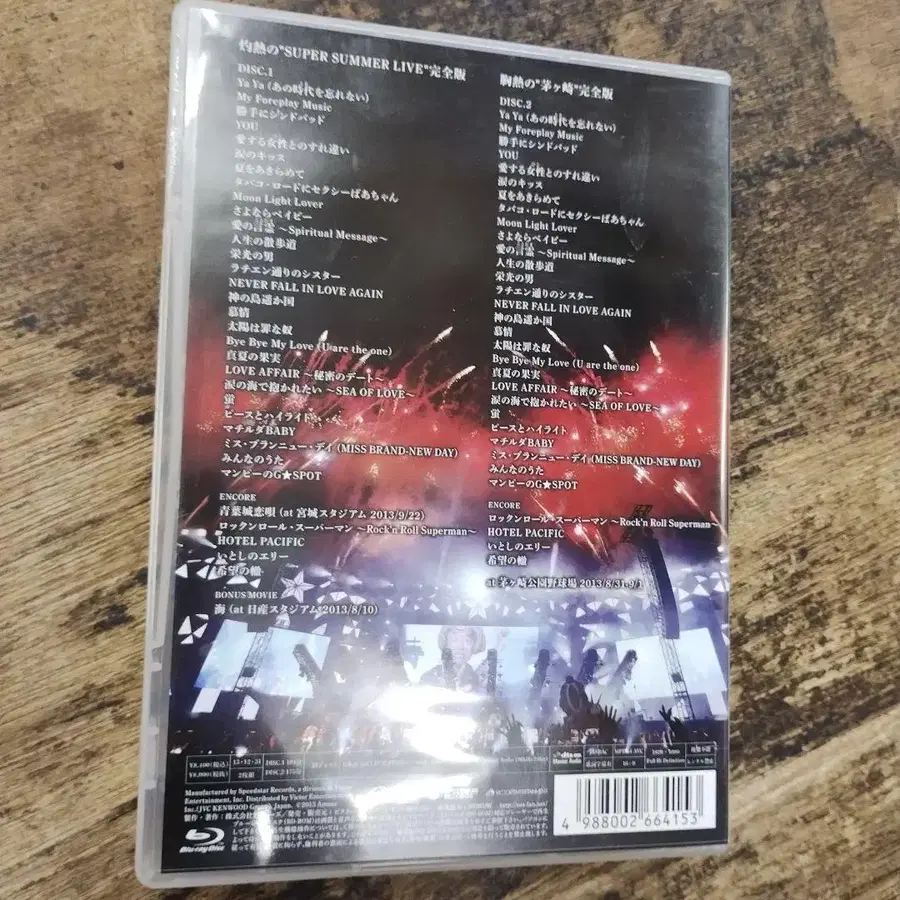 灼熱の"SUPER SUMMER LIVE"完全版
DISC.1
Ya Ya (あの時代を忘れない)
My Foreplay Music
勝手にシンドバッド
YOU
愛する女性とのすれ違い
涙のキッス
夏をあきらめて
タバコ・ロードにセクシーばあちゃん
Moon Light Lover
さよならベイビー
愛の言霊 ～Spiritual Message～
人生の散歩道
栄光の男
ラチエン通りのシスター
NEVER FALL IN LOVE AGAIN
神の島遥か国
慕情
太陽は罪な奴
Bye Bye My Love (U are the one)
真夏の果実
LOVE AFFAIR ～秘密のデート～
涙の海で抱かれたい ～SEA OF LOVE～
蛍
ピースとハイライト
マチルダBABY
ミス・ブランニュー・デイ (MISS BRAND-NEW DAY)
みんなのうた
マンピーのG★SPOT
ENCORE
青葉城恋唄 (at 宮城スタジアム 2013/9/22)
ロックンロール・スーパーマン ～Rock'n Roll Superman～
HOTEL PACIFIC
いとしのエリー
希望の轍
BONUS MOVIE
海 (at 日産スタジアム 2013/8/10)
胸熱の"茅ヶ崎"完全版
DISC.2
Ya Ya (あの時代を忘れない)
My Foreplay Music
勝手にシンドバッド
YOU
愛する女性とのすれ違い
涙のキッス
夏をあきらめて
タバコ・ロードにセクシーばあちゃん
Moon Light Lover
さよならベイビー
愛の言霊 ～Spiritual Message～
人生の散歩道
栄光の男
ラチエン通りのシスター
NEVER FALL IN LOVE AGAIN
神の島遥か国
慕情
太陽は罪な奴
Bye Bye My Love (U are the one)
真夏の果実
LOVE AFFAIR ～秘密のデート～
涙の海で抱かれたい ～SEA OF LOVE～
蛍
ピースとハイライト
マチルダBABY
ミス・ブランニュー・デイ (MISS BRAND-NEW DAY)
みんなのうた
マンピーのG★SPOT
ENCORE
ロックンロール・スーパーマン ～Rock'n Roll Superman～
HOTEL PACIFIC
いとしのエリー
希望の轍
at 茅ヶ崎公園野球場 2013/8/31-9/1
DISC.1
2枚組
DISC.2
16:9
Manufactured by Speedstar Records, a division
Entertainment, Inc. Distributed by Victor
Inc./JVC KENWOOD Japan.
Blu-ray Disc
4 988002 664153